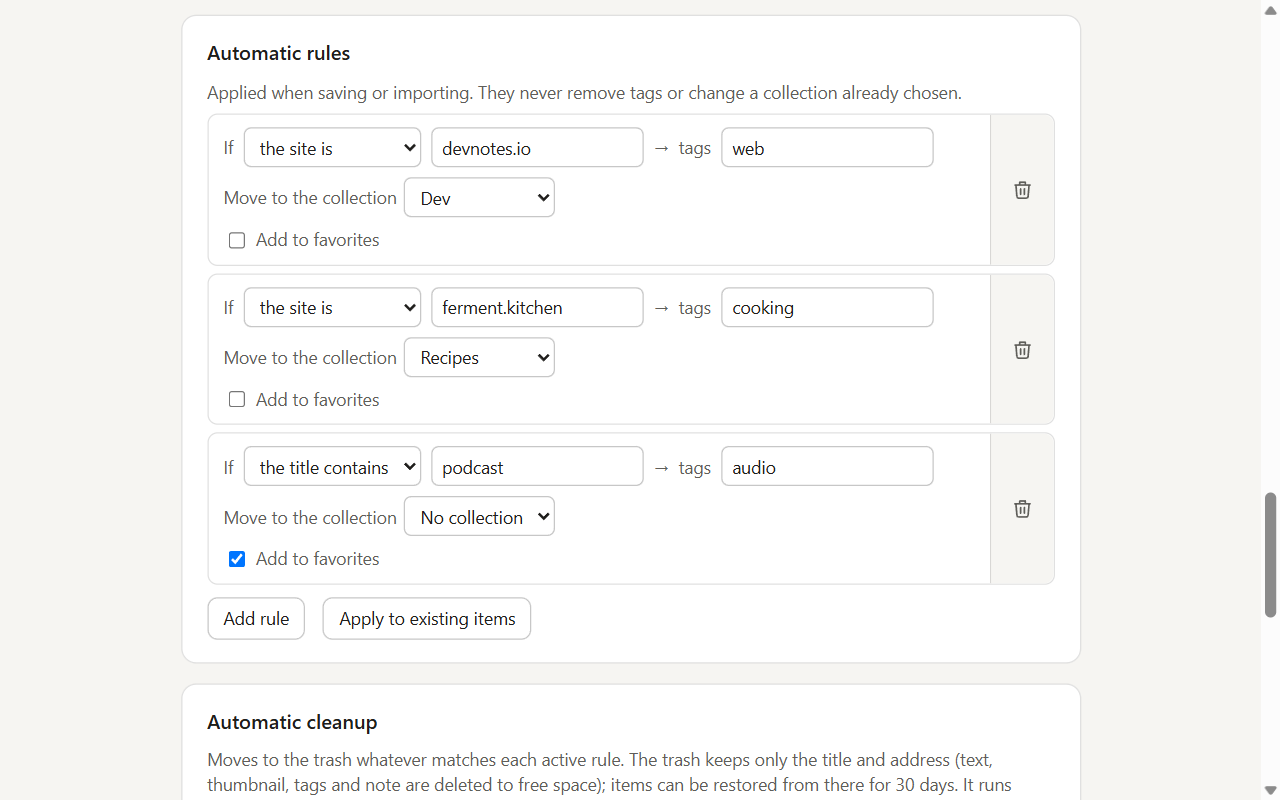 Automatic rules
Applied when saving or importing. They never remove tags or change a collection already chosen.
If the site is devnotes.io → tags web
Move to the collection Dev
Add to favorites
If the site is ferment.kitchen → tags cooking
Move to the collection Recipes
Add to favorites
If the title contains podcast → tags audio
Move to the collection No collection
Add to favorites
Add rule Apply to existing items
Automatic cleanup
Moves to the trash whatever matches each active rule. The trash keeps only the title and address (text,
thumbnail, tags and note are deleted to free space); items can be restored from there for 30 days. It runs